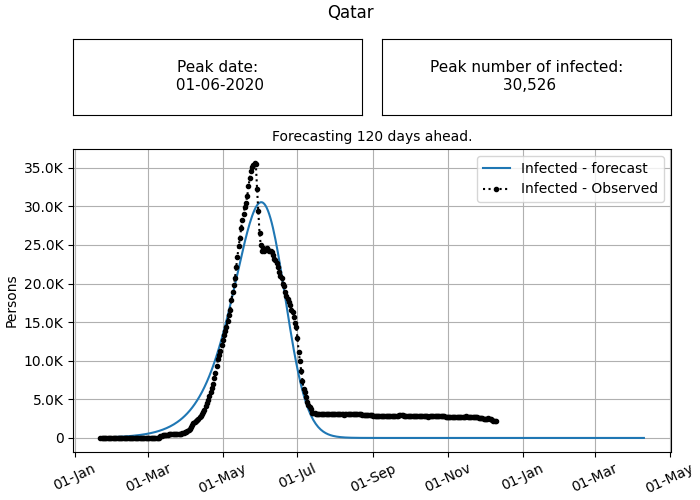 Qatar
Peak date:
01-06-2020
Peak number of infected:
30,526
Forecasting 120 days ahead.
Infected - forecast
Infected - Observed
Persons
35.0K
30.0K
25.0K
20.0K
15.0K
10.0K
5.0K
0
01-Jan
01-Mar
01-May
01-Jul
01-Sep
01-Nov
01-Jan
01-Mar
01-May